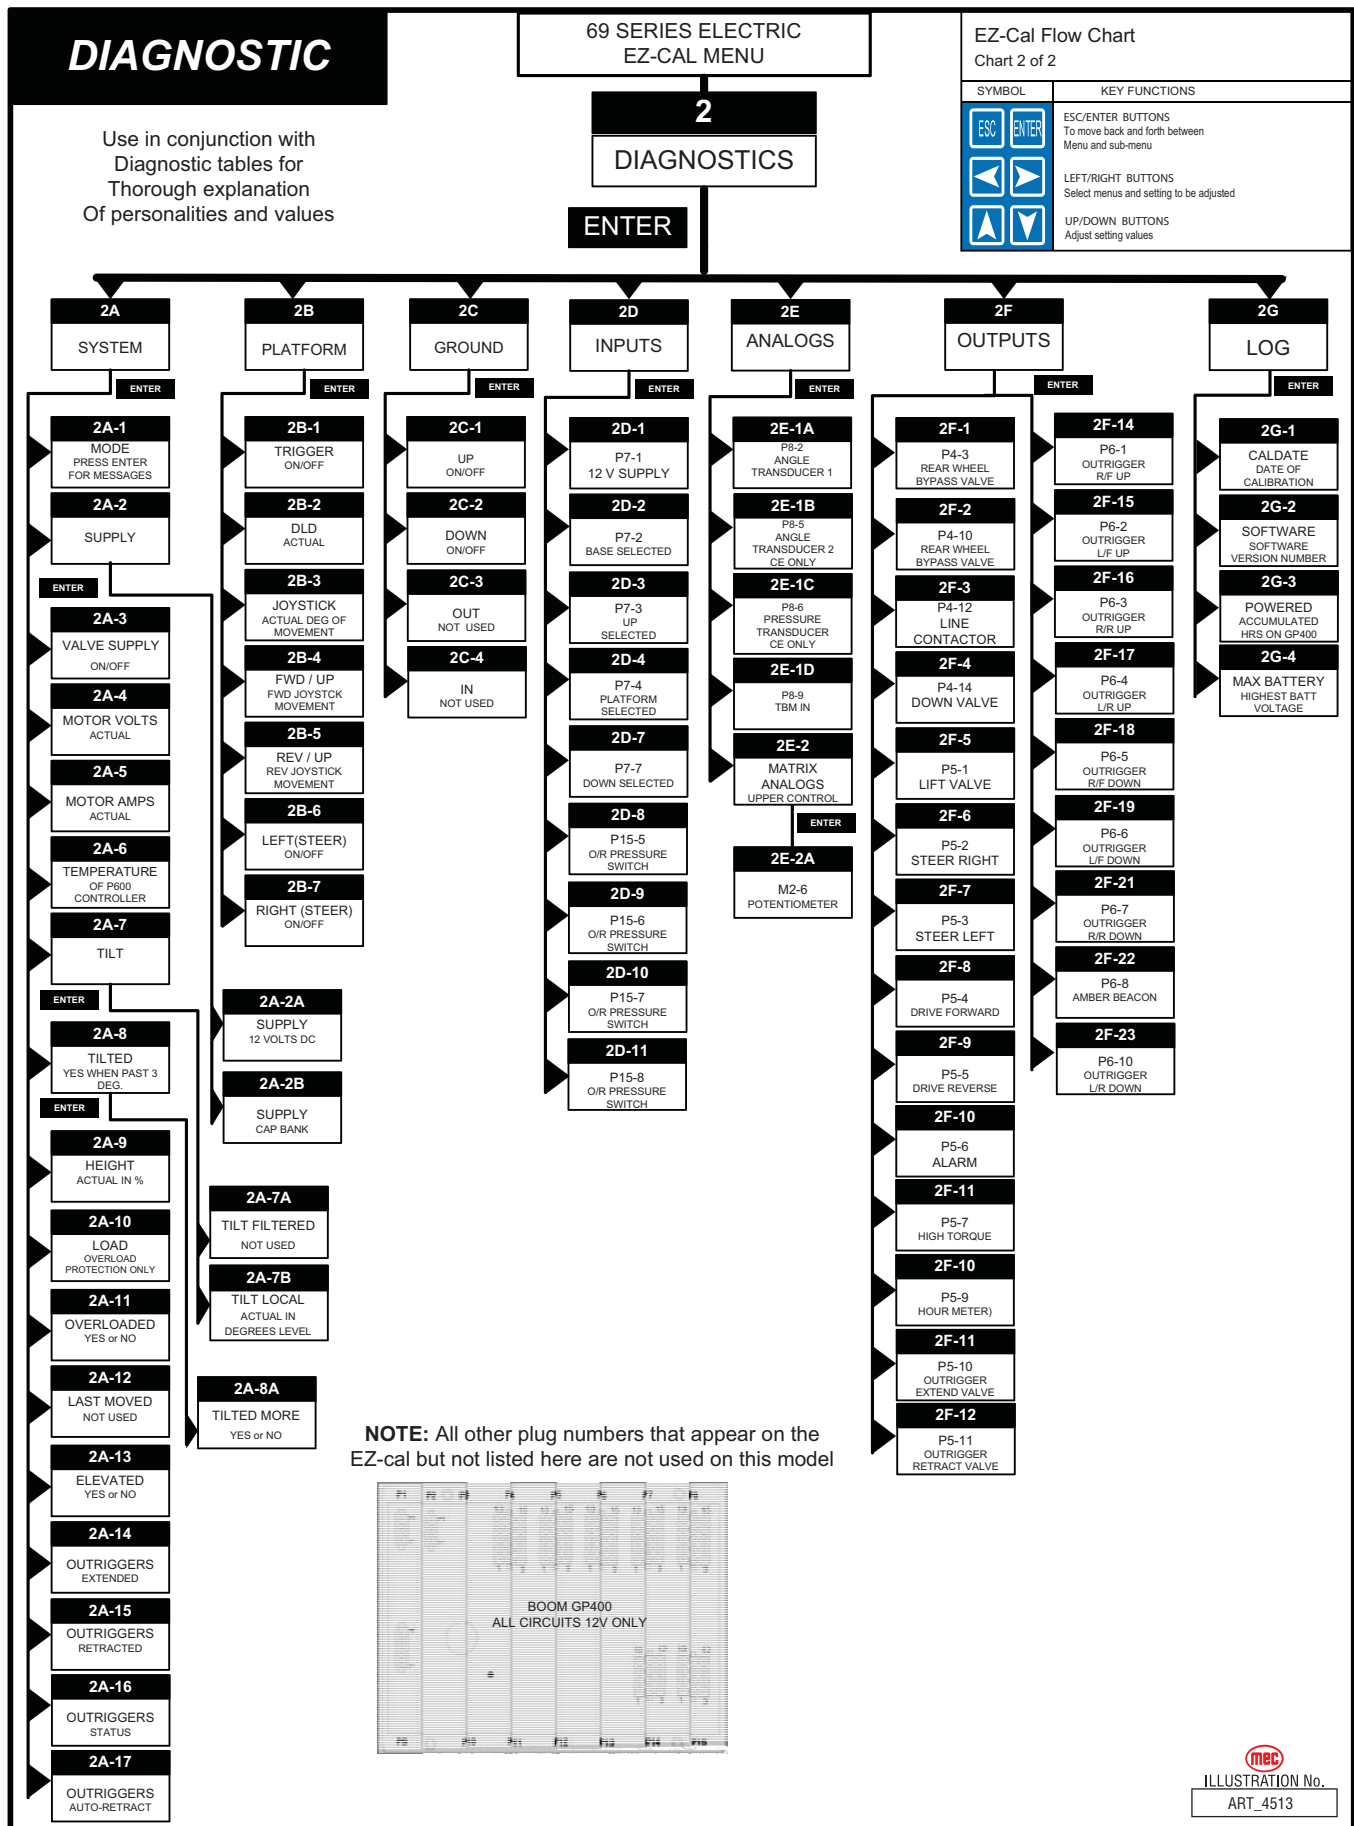 DIAGNOSTIC
Use in conjunction with
Diagnostic tables for
Thorough explanation
Of personalities and values
69 SERIES ELECTRIC
EZ-CAL MENU
2
DIAGNOSTICS
ENTER
EZ-Cal Flow Chart
Chart 2 of 2
SYMBOL
KEY FUNCTIONS
ESC
ENTER
ESC/ENTER BUTTONS
To move back and forth between
Menu and sub-menu
LEFT/RIGHT BUTTONS
Select menus and setting to be adjusted
UP/DOWN BUTTONS
Adjust setting values
2A
SYSTEM
ENTER
2A-1
MODE
PRESS ENTER
FOR MESSAGES
2A-2
SUPPLY
ENTER
2A-3
VALVE SUPPLY
ON/OFF
2A-4
MOTOR VOLTS
ACTUAL
2A-5
MOTOR AMPS
ACTUAL
2A-6
TEMPERATURE
OF P600
CONTROLLER
2A-7
TILT
ENTER
2A-8
TILTED
YES WHEN PAST 3
DEG.
ENTER
2A-9
HEIGHT
ACTUAL IN %
2A-10
LOAD
OVERLOAD
PROTECTION ONLY
2A-11
OVERLOADED
YES or NO
2A-12
LAST MOVED
NOT USED
2A-13
ELEVATED
YES or NO
2A-14
OUTRIGGERS
EXTENDED
2A-15
OUTRIGGERS
RETRACTED
2A-16
OUTRIGGERS
STATUS
2A-17
OUTRIGGERS
AUTO-RETRACT
2B
PLATFORM
ENTER
2B-1
TRIGGER
ON/OFF
2B-2
DLD
ACTUAL
2B-3
JOYSTICK
ACTUAL DEG OF
MOVEMENT
2B-4
FWD / UP
FWD JOYSTCK
MOVEMENT
2B-5
REV / UP
REV JOYSTICK
MOVEMENT
2B-6
LEFT(STEER)
ON/OFF
2B-7
RIGHT (STEER)
ON/OFF
2A-2A
SUPPLY
12 VOLTS DC
2A-2B
SUPPLY
CAP BANK
2A-7A
TILT FILTERED
NOT USED
2A-7B
TILT LOCAL
ACTUAL IN
DEGREES LEVEL
2A-8A
TILTED MORE
YES or NO
2C
GROUND
ENTER
2C-1
UP
ON/OFF
2C-2
DOWN
ON/OFF
2C-3
OUT
NOT USED
2C-4
IN
NOT USED
2D
INPUTS
ENTER
2D-1
P7-1
12 V SUPPLY
2D-2
P7-2
BASE SELECTED
2D-3
P7-3
UP
SELECTED
2D-4
P7-4
PLATFORM
SELECTED
2D-7
P7-7
DOWN SELECTED
2D-8
P15-5
O/R PRESSURE
SWITCH
2D-9
P15-6
O/R PRESSURE
SWITCH
2D-10
P15-7
O/R PRESSURE
SWITCH
2D-11
P15-8
O/R PRESSURE
SWITCH
2E
ANALOGS
ENTER
2E-1A
P8-2
ANGLE
TRANSDUCER 1
2E-1B
P8-5
ANGLE
TRANSDUCER 2
CE ONLY
2E-1C
P8-6
PRESSURE
TRANSDUCER
CE ONLY
2E-1D
P8-9
TBM IN
2E-2
MATRIX
ANALOGS
UPPER CONTROL
ENTER
2E-2A
M2-6
POTENTIOMETER
2F
OUTPUTS
ENTER
2F-1
P4-3
REAR WHEEL
BYPASS VALVE
2F-2
P4-10
REAR WHEEL
BYPASS VALVE
2F-3
P4-12
LINE
CONTACTOR
2F-4
P4-14
DOWN VALVE
2F-5
P5-1
LIFT VALVE
2F-6
P5-2
STEER RIGHT
2F-7
P5-3
STEER LEFT
2F-8
P5-4
DRIVE FORWARD
2F-9
P5-5
DRIVE REVERSE
2F-10
P5-6
ALARM
2F-11
P5-7
HIGH TORQUE
2F-10
P5-9
HOUR METER)
2F-11
P5-10
OUTRIGGER
EXTEND VALVE
2F-12
P5-11
OUTRIGGER
RETRACT VALVE
2F-14
P6-1
OUTRIGGER
R/F UP
2F-15
P6-2
OUTRIGGER
L/F UP
2F-16
P6-3
OUTRIGGER
R/R UP
2F-17
P6-4
OUTRIGGER
L/R UP
2F-18
P6-5
OUTRIGGER
R/F DOWN
2F-19
P6-6
OUTRIGGER
L/F DOWN
2F-21
P6-7
OUTRIGGER
R/R DOWN
2F-22
P6-8
AMBER BEACON
2F-23
P6-10
OUTRIGGER
L/R DOWN
2G
LOG
ENTER
2G-1
CALDATE
DATE OF
CALIBRATION
2G-2
SOFTWARE
SOFTWARE
VERSION NUMBER
2G-3
POWERED
ACCUMULATED
HRS ON GP400
2G-4
MAX BATTERY
HIGHEST BATT
VOLTAGE
NOTE: All other plug numbers that appear on the
EZ-cal but not listed here are not used on this model
P1 P2 P3 P4 P5 P6 P7 P8
BOOM GP400
ALL CIRCUITS 12V ONLY
P9 P10 P11 P12 P13 P14 P15
mec
ILLUSTRATION No.
ART_4513